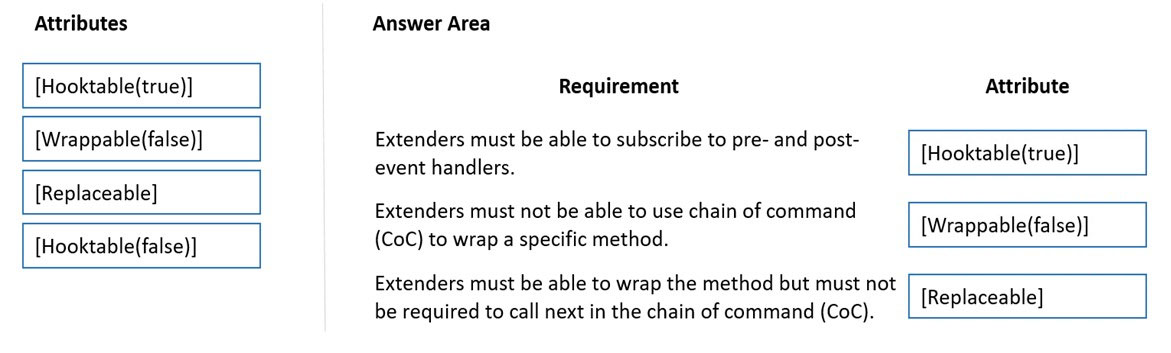 Attributes
[Hooktable(true)]
[Wrappable(false)]
[Replaceable]
[Hooktable(false)]
Answer Area
Requirement
Attribute
Extenders must be able to subscribe to pre- and post-
event handlers.
[Hooktable(true)]
Extenders must not be able to use chain of command
(CoC) to wrap a specific method.
[Wrappable(false)]
Extenders must be able to wrap the method but must not
be required to call next in the chain of command (CoC).
[Replaceable]